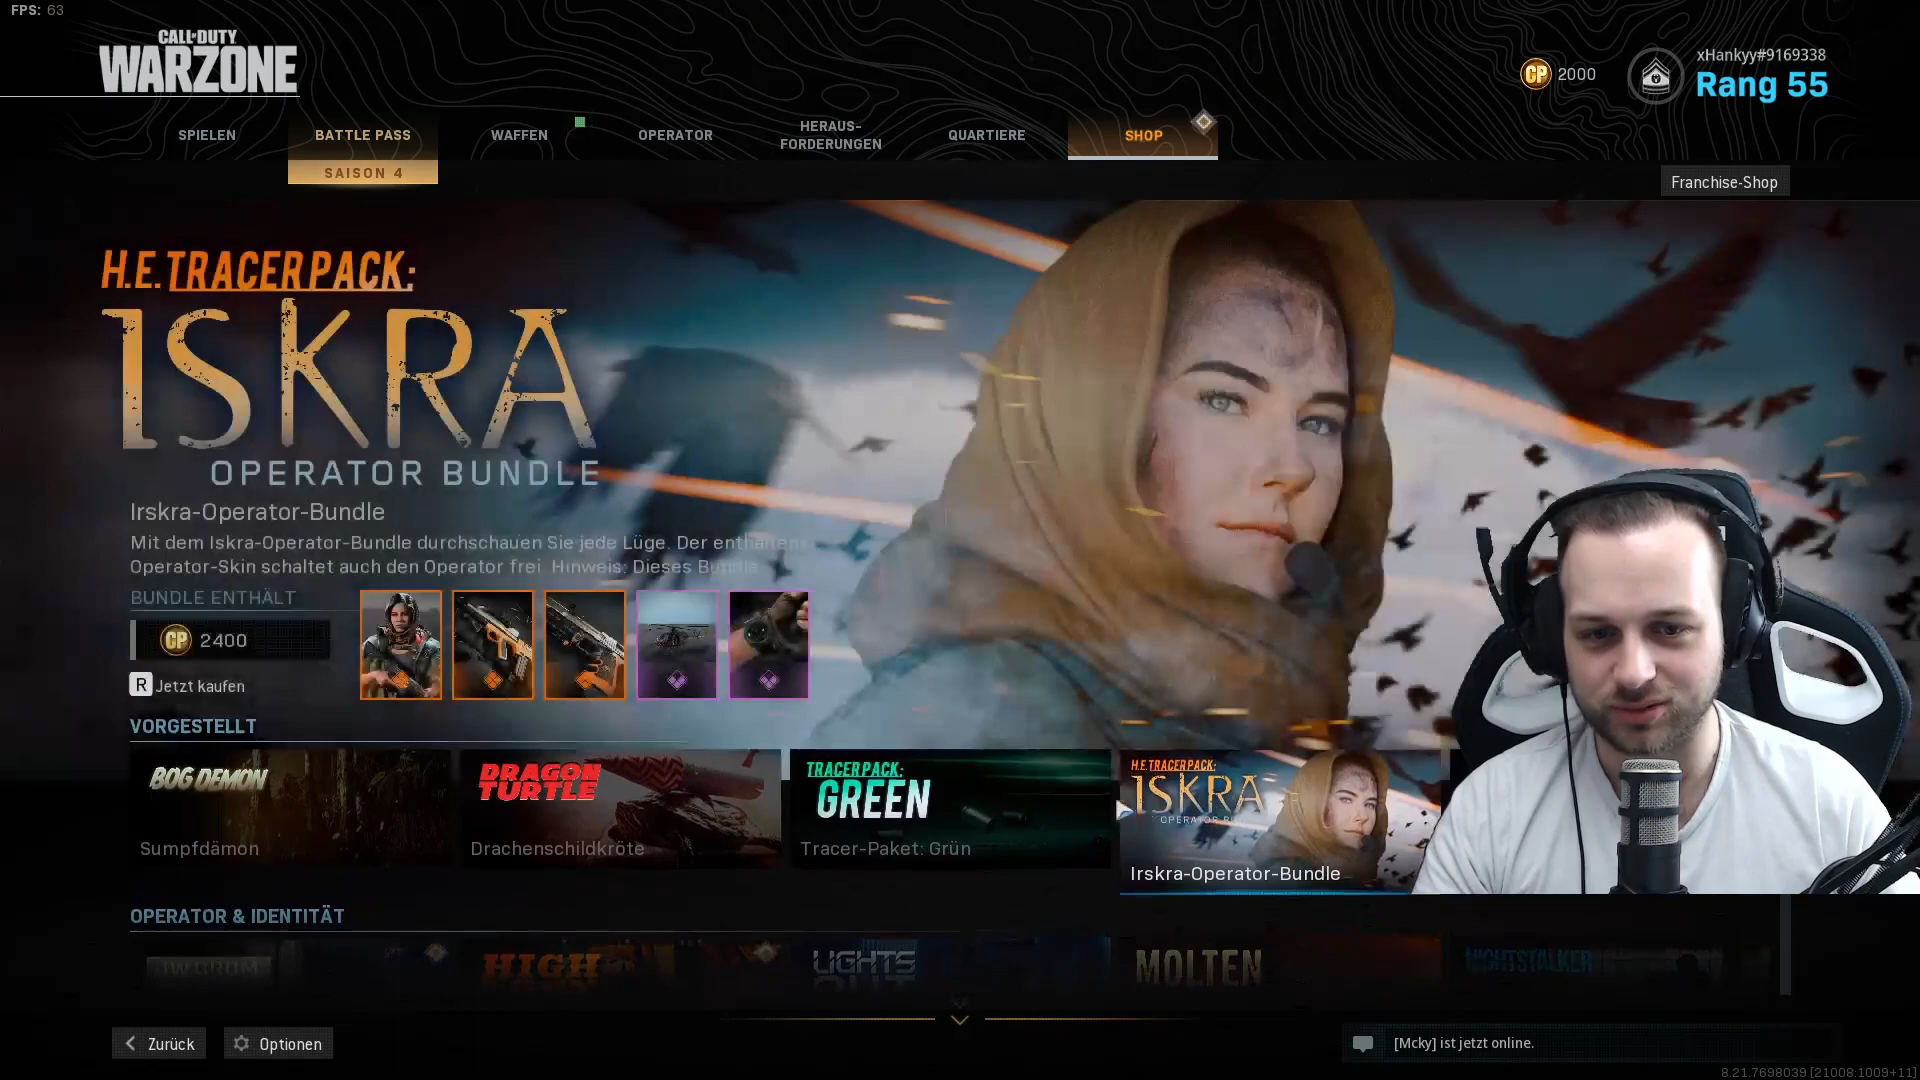 FPS: 63
CALL OF DUTY
WARZONE
CP 2000
xHankyy#9169338
Rang 55
SPIELEN
BATTLE PASS
SAISON 4
WAFFEN
OPERATOR
HERAUS-
FORDERUNGEN
QUARTIERE
SHOP
Franchise-Shop
H.E. TRACER PACK:
ISKRA
OPERATOR BUNDLE
Irskra-Operator-Bundle
Mit dem Iskra-Operator-Bundle durchschauen Sie jede Lüge. Der enthaltene
Operator-Skin schaltet auch den Operator frei. Hinweis: Dieses Bundle
BUNDLE ENTHÄLT
CP 2400
R Jetzt kaufen
VORGESTELLT
BOG DEMON
Sumpfdämon
DRAGON
TURTLE
Drachenschildkröte
TRACER PACK:
GREEN
Tracer-Paket: Grün
H.E. TRACER PACK:
ISKRA
Irskra-Operator-Bundle
OPERATOR & IDENTITÄT
HIGH
LIGHTS
OUT
MOLTEN
NIGHTSTALKER
Zurück
Optionen
[Mcky] ist jetzt online.
8.21.7698039 [21008:1009+11]